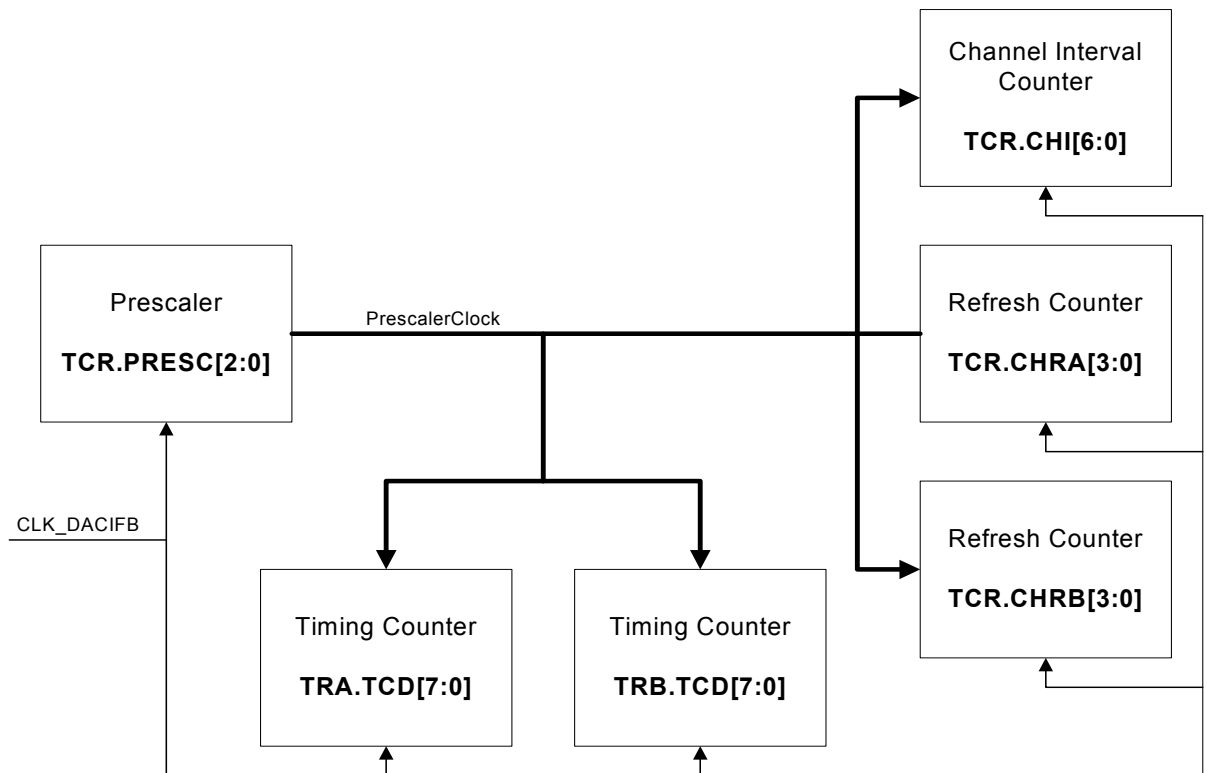 Channel Interval
Counter
TCR.CHI[6:0]
Prescaler
TCR.PRESC[2:0]
PrescalerClock
Refresh Counter
TCR.CHRA[3:0]
CLK_DACIFB
Refresh Counter
TCR.CHRB[3:0]
Timing Counter
TRA.TCD[7:0]
Timing Counter
TRB.TCD[7:0]